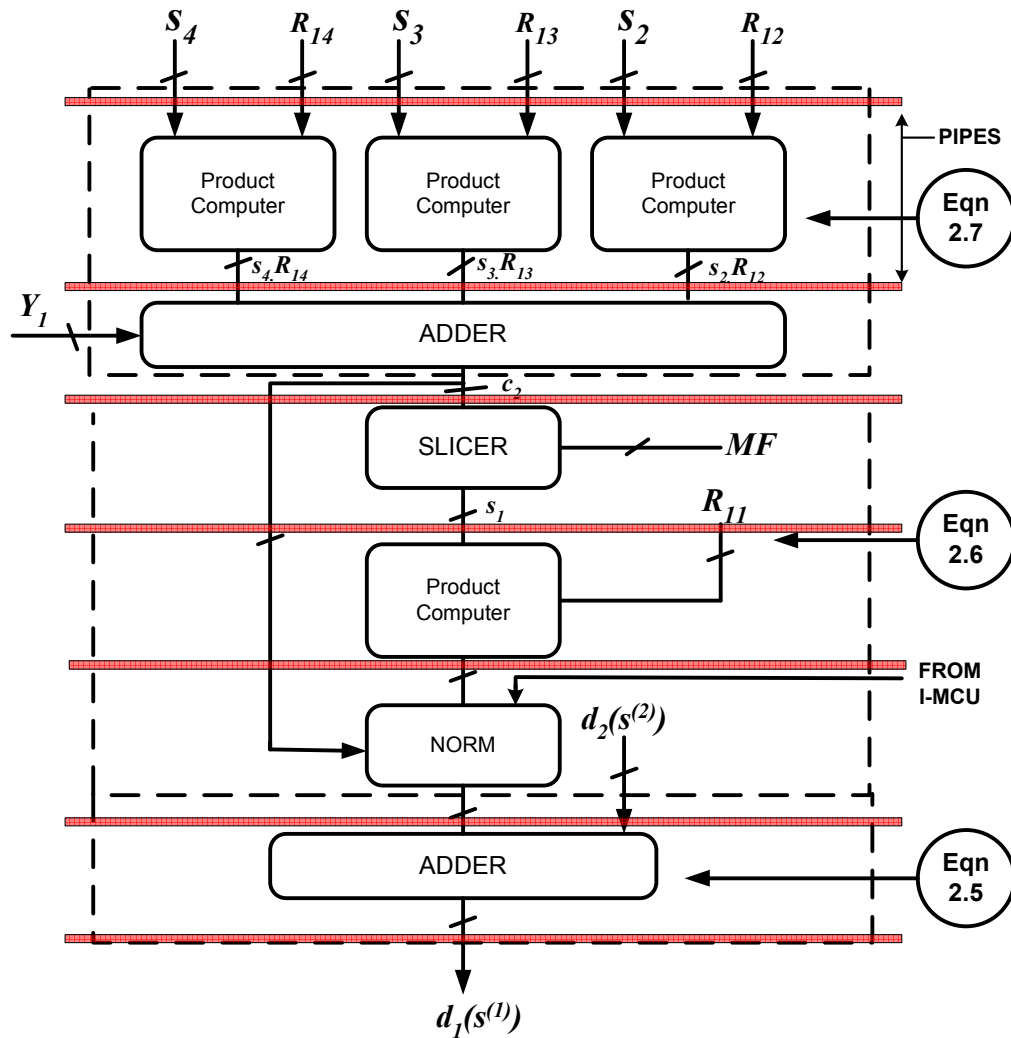 S4 R14 S3 R13 S2 R12
PIPES
Product
Computer
Product
Computer
Product
Computer
Eqn
2.7
s4.R14 s3.R13 s2.R12
Y1
ADDER
c2
SLICER
MF
s1
R11
Eqn
2.6
Product
Computer
FROM
I-MCU
d2(s(2))
NORM
ADDER
Eqn
2.5
d1(s(1))